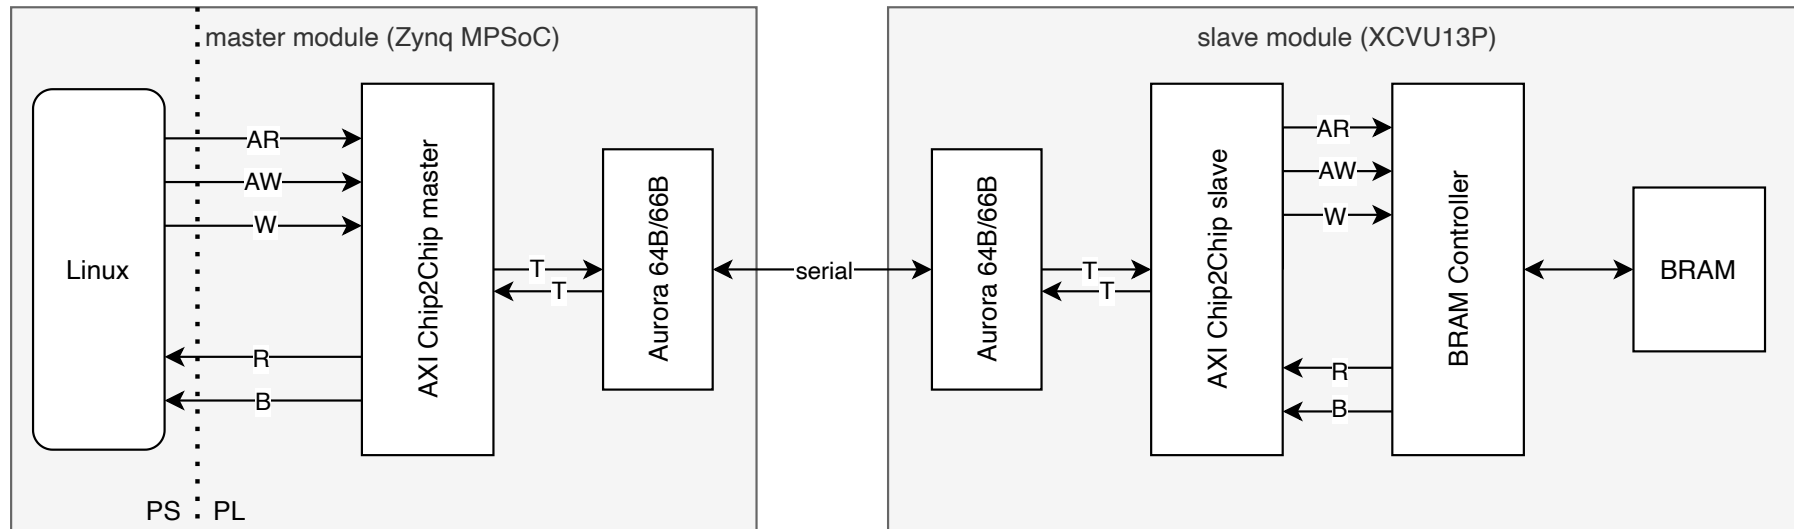 master module (Zynq MPSoC)
Linux
AR
AW
W
R
B
PS
PL
AXI Chip2Chip master
T
T
Aurora 64B/66B
serial
slave module (XCVU13P)
Aurora 64B/66B
T
T
AXI Chip2Chip slave
AR
AW
W
R
B
BRAM Controller
BRAM